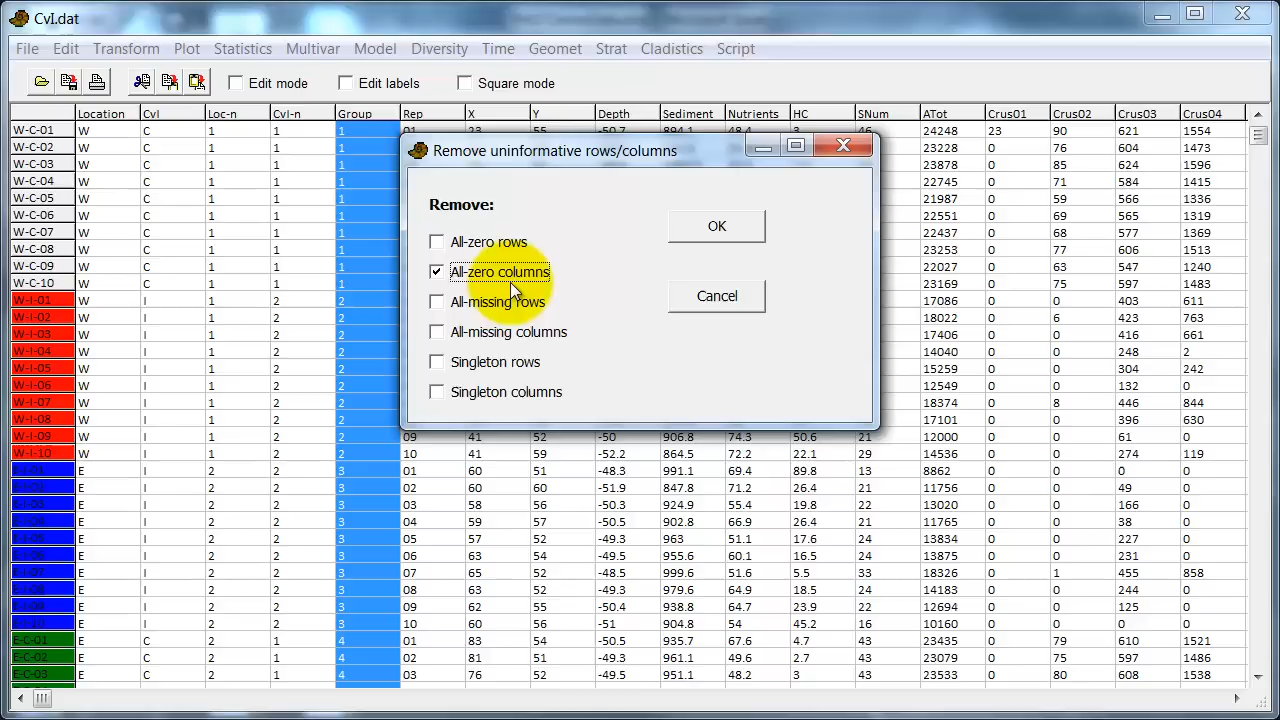 CvI.dat
File Edit Transform Plot Statistics Multivar Model Diversity Time Geomet Strat Cladistics Script
Edit mode Edit labels Square mode
Location CvI Loc-n CvI-n Group Rep X Y Depth Sediment Nutrients HC SNum ATot Crus01 Crus02 Crus03 Crus04
W-C-01 W C 1 1 1 01 23 55 -50.7 894.1 48.4 3 46 24248 23 90 621 1554
W-C-02 W C 1 1 1 23228 0 76 604 1473
W-C-03 W C 1 1 1 23878 0 85 624 1595
W-C-04 W C 1 1 1 22745 0 71 584 1415
W-C-05 W C 1 1 1 21987 0 59 566 1336
W-C-06 W C 1 1 1 22551 0 65 565 1319
W-C-07 W C 1 1 1 0 68 577 1369
W-C-08 W C 1 1 1 23253 0 77 606 1513
W-C-09 W C 1 1 1 22027 0 63 547 1240
W-C-10 W C 1 1 1 23169 0 75 597 1483
W-I-01 W I 1 2 2 17086 0 0 403 611
W-I-02 W I 1 2 2 18018 0 6 423 763
W-I-03 W I 1 2 2 17406 0 0 416 661
W-I-04 W I 1 2 2 14040 0 0 248 2
W-I-05 W I 1 2 2 0 0 304 242
W-I-06 W I 1 2 2 12549 0 0 132 0
W-I-07 W I 1 2 2 18374 0 8 446 844
W-I-08 W I 1 2 2 17101 0 0 396 630
W-I-09 W I 1 2 2 09 41 52 -50 906.8 74.3 50.6 21 12000 0 0 61 0
W-I-10 W I 1 2 2 10 41 59 -52.2 864.5 72.2 22.1 29 14536 0 0 274 119
E-I-01 E I 2 2 3 01 60 51 -48.3 991.1 69.4 89.8 13 8862 0 0 0 0
E-I-02 E I 2 2 3 02 60 60 -51.9 847.8 71.2 26.4 24 11756 0 0 49 0
E-I-03 E I 2 2 3 03 58 56 -50.3 924.9 55.4 19.8 22 13020 0 0 166 0
E-I-04 E I 2 2 3 04 59 57 -50.5 902.8 66.9 26.4 21 11765 0 0 38 0
E-I-05 E I 2 2 3 05 57 52 -49.3 963 51.1 17.6 24 13834 0 0 227 0
E-I-06 E I 2 2 3 06 63 54 -49.3 955.6 55.1 15.2 24 13875 0 0 231 0
E-I-07 E I 2 2 3 07 65 52 -48.5 999.6 51.6 5.5 33 18326 0 1 455 858
E-I-08 E I 2 2 3 08 63 52 -49.3 979.6 64.9 18.5 24 14183 0 0 244 0
E-I-09 E I 2 2 3 09 62 55 -50.4 938.8 64.7 23.9 22 12694 0 0 125 0
E-I-10 E I 2 2 3 10 60 56 -51 904.8 54 45.2 16 10160 0 0 0 0
E-C-01 E C 2 1 4 01 54 -50.5 935.7 67.6 4.7 43 23435 0 79 610 1521
E-C-02 E C 2 1 4 02 81 51 -49.3 961.1 49.6 2.7 43 23079 0 75 597 1486
E-C-03 E C 2 1 4 03 76 52 -49.5 951.1 48.2 3 43 23533 0 80 608 1538
Remove uninformative rows/columns
Remove:
All-zero rows
All-zero columns
All-missing rows
All-missing columns
Singleton rows
Singleton columns
OK
Cancel